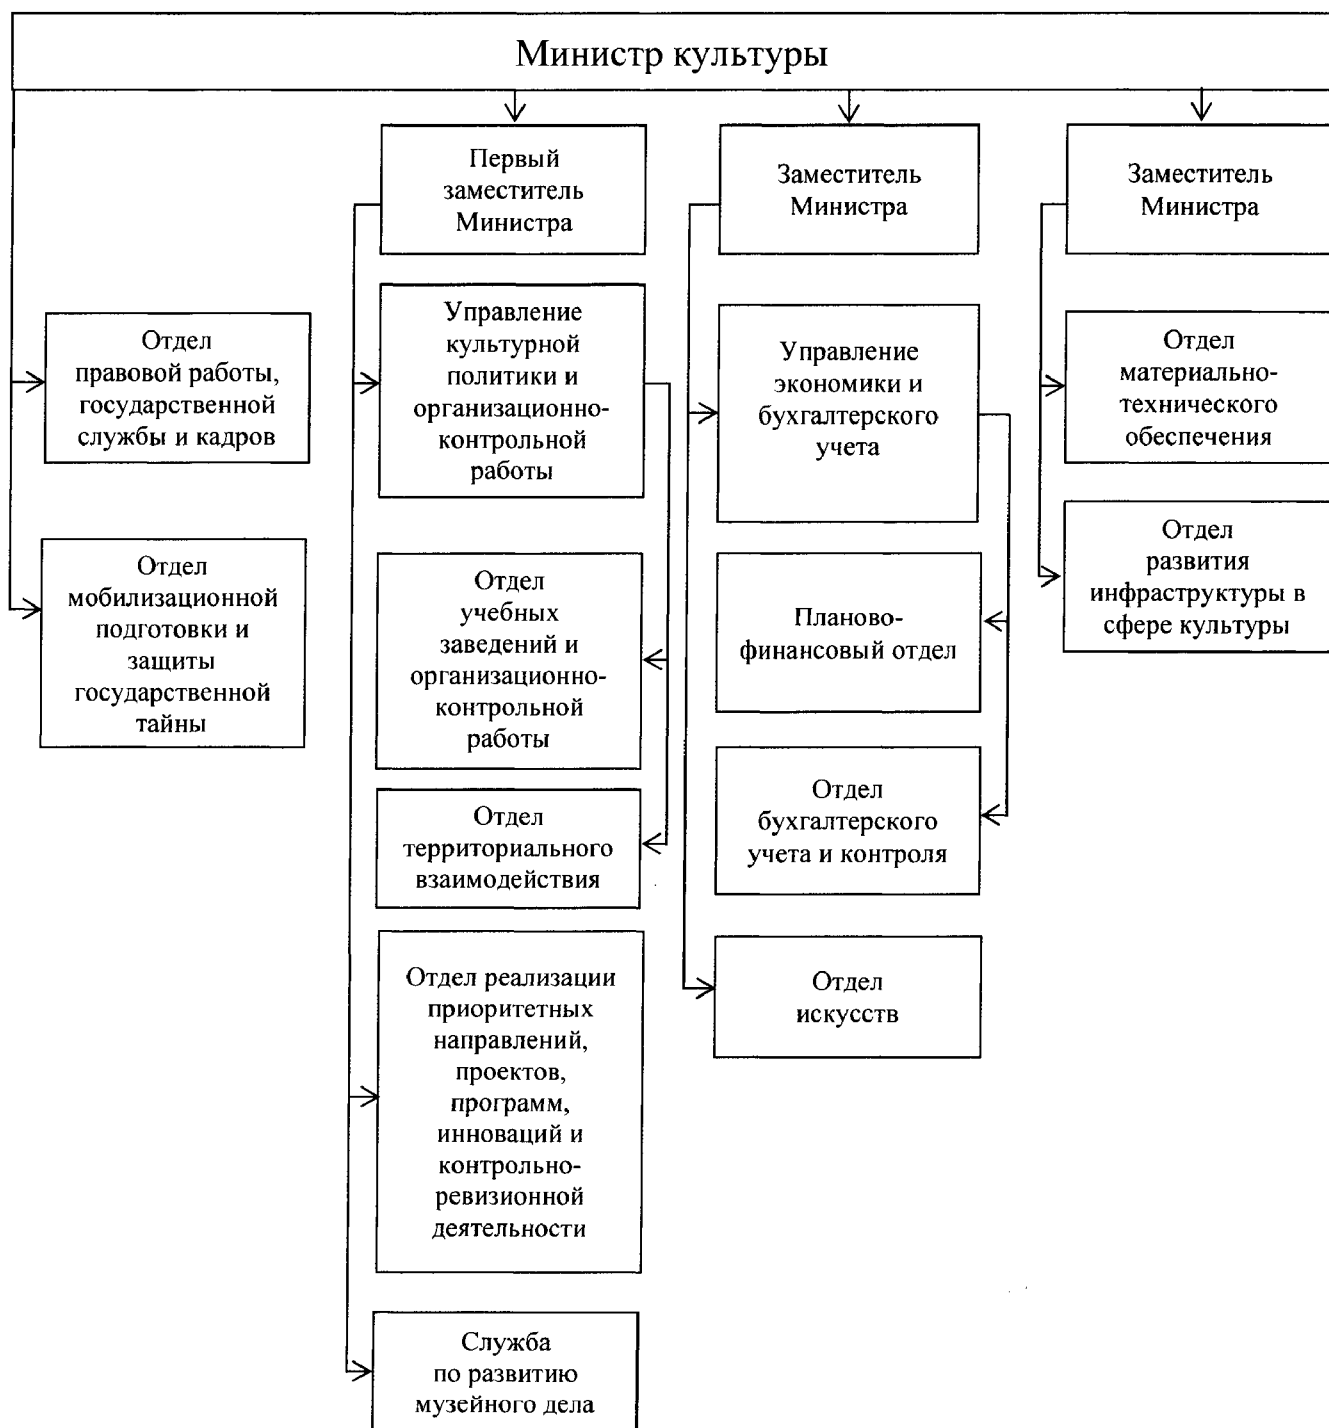 Министр культуры
Первый
заместитель
Министра
Заместитель
Министра
Заместитель
Министра
Отдел
правовой работы,
государственной
службы и кадров
Управление
культурной
политики и
организационно-
контрольной
работы
Управление
экономики и
бухгалтерского
учета
Отдел
материально-
технического
обеспечения
Отдел
мобилизационной
подготовки и
защиты
государственной
тайны
Отдел
учебных
заведений и
организационно-
контрольной
работы
Планово-
финансовый отдел
Отдел
развития
инфраструктуры в
сфере культуры
Отдел
территориального
взаимодействия
Отдел
бухгалтерского
учета и контроля
Отдел реализации
приоритетных
направлений,
проектов,
программ,
инноваций и
контрольно-
ревизионной
деятельности
Отдел
искусств
Служба
по развитию
музейного дела